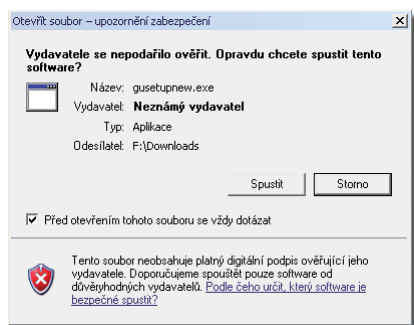 Otevřít soubor – upozornění zabezpečení
Vydavatele se nepodařilo ověřit. Opravdu chcete spustit tento
software?
Název: gusetupnew.exe
Vydavatel: Neznámý vydavatel
Typ: Aplikace
Odesílatel: F:\Downloads
Spustit Storno
Před otevřením tohoto souboru se vždy dotázat
Tento soubor neobsahuje platný digitální podpis ověřující jeho
vydavatele. Doporučujeme spouštět pouze software od
důvěryhodných vydavatelů. Podle čeho určit, který software je
bezpečné spustit?